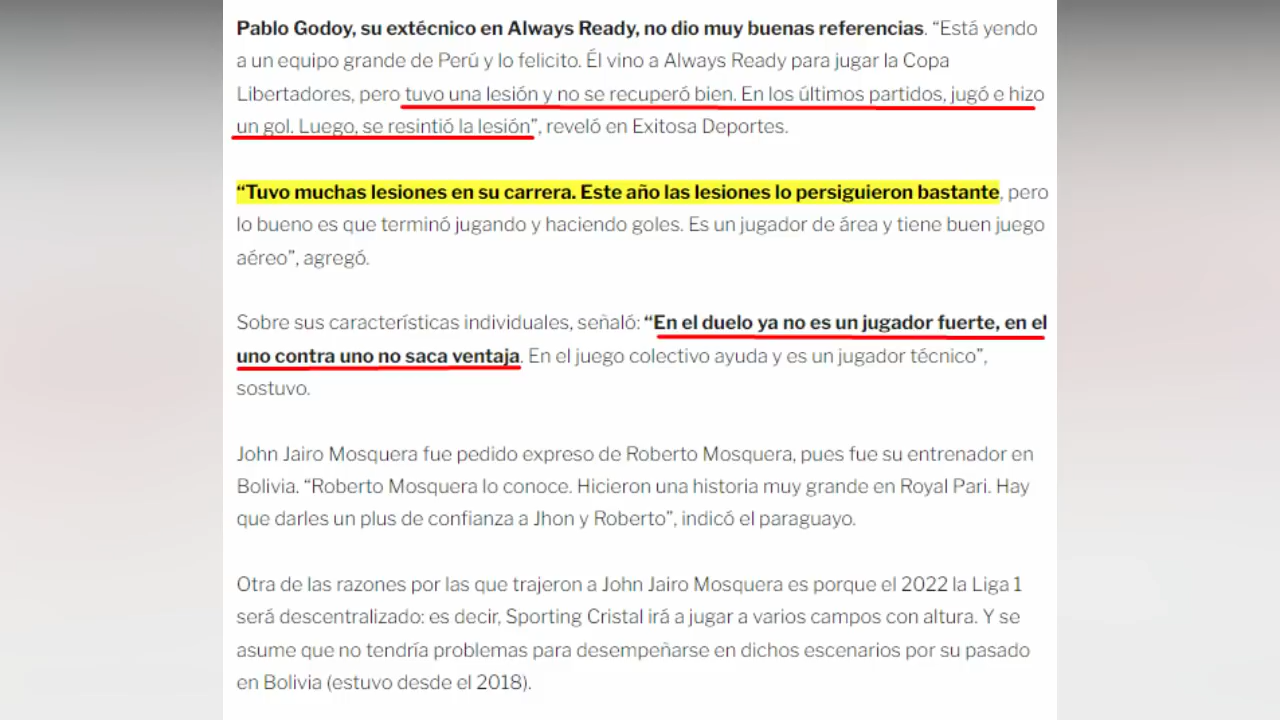 Pablo Godoy, su extécnico en Always Ready, no dio muy buenas referencias. “Está yendo
a un equipo grande de Perú y lo felicito. Él vino a Always Ready para jugar la Copa
Libertadores, pero tuvo una lesión y no se recuperó bien. En los últimos partidos, jugó e hizo
un gol. Luego, se resintió la lesión”, reveló en Exitosa Deportes.
“Tuvo muchas lesiones en su carrera. Este año las lesiones lo persiguieron bastante, pero
lo bueno es que terminó jugando y haciendo goles. Es un jugador de área y tiene buen juego
aéreo”, agregó.
Sobre sus características individuales, señaló: “En el duelo ya no es un jugador fuerte, en el
uno contra uno no saca ventaja. En el juego colectivo ayuda y es un jugador técnico”,
sostuvo.
John Jairo Mosquera fue pedido expreso de Roberto Mosquera, pues fue su entrenador en
Bolivia. “Roberto Mosquera lo conoce. Hicieron una historia muy grande en Royal Pari. Hay
que darles un plus de confianza a Jhon y Roberto”, indicó el paraguayo.
Otra de las razones por las que trajeron a John Jairo Mosquera es porque el 2022 la Liga 1
será descentralizado: es decir, Sporting Cristal irá a jugar a varios campos con altura. Y se
asume que no tendría problemas para desempeñarse en dichos escenarios por su pasado
en Bolivia (estuvo desde el 2018).